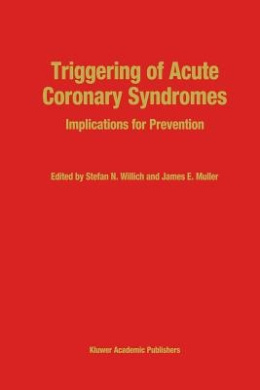 Triggering of Acute
Coronary Syndromes
Implications for Prevention
Edited by Stefan N. Willich and James E. Muller
Kluwer Academic Publishers